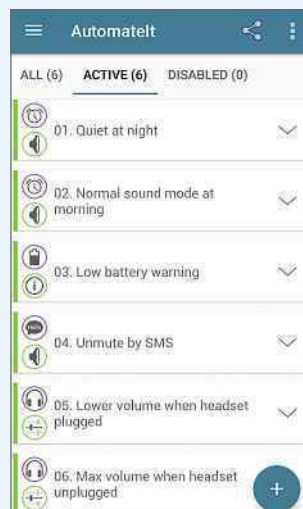 AutomateIt
ALL (6) ACTIVE (6) DISABLED (0)
01. Quiet at night
02. Normal sound mode at
morning
03. Low battery warning
04. Unmute by SMS
05. Lower volume when headset
plugged
06. Max volume when headset
unplugged